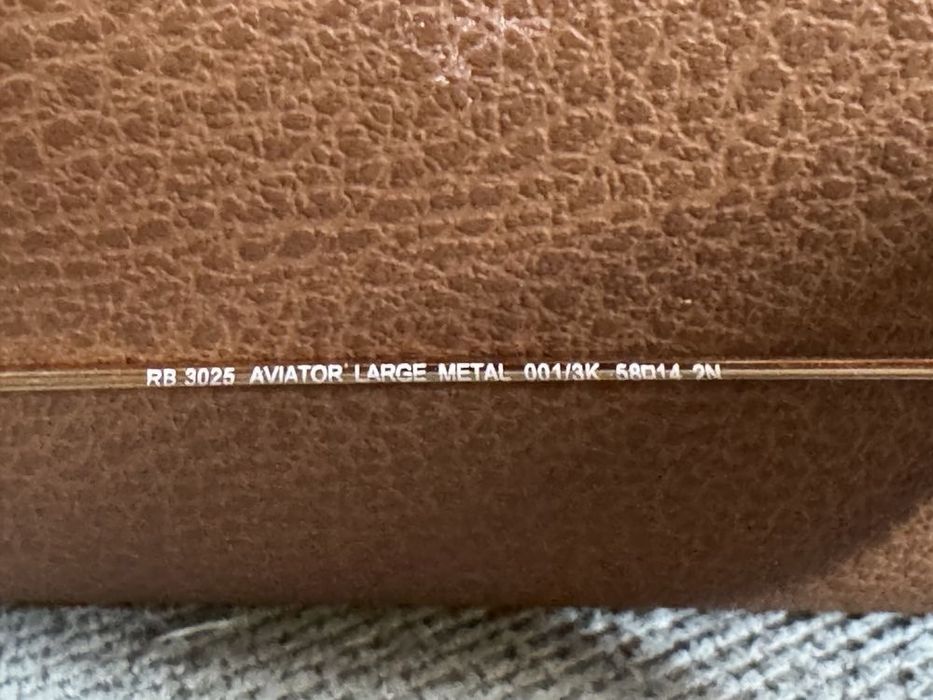 RB 3025 AVIATOR LARGE METAL 001/3K 58□14 2N